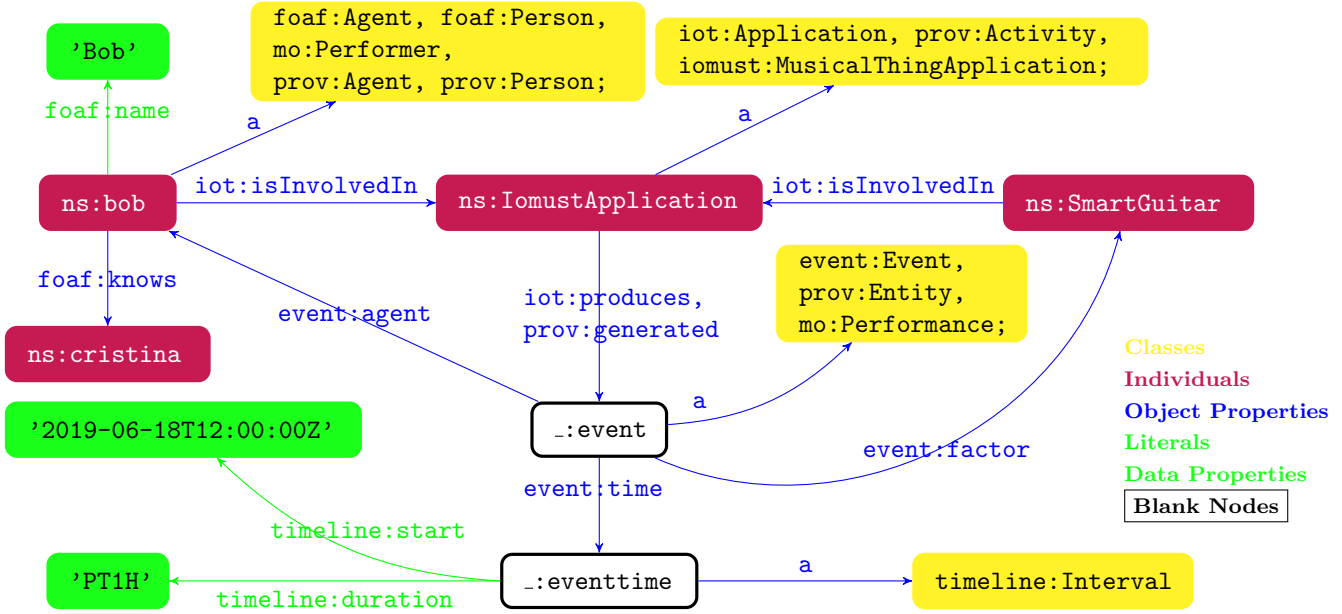 foaf:Agent, foaf:Person,
mo:Performer,
prov:Agent, prov:Person;
iot:Application, prov:Activity,
iomust:MusicalThingApplication;
'Bob'
foaf:name
a
a
ns:bob
iot:isInvolvedIn
ns:IomustApplication
iot:isInvolvedIn
ns:SmartGuitar
foaf:knows
event:agent
iot:produces,
prov:generated
event:Event,
prov:Entity,
mo:Performance;
ns:cristina
Classes
Individuals
Object Properties
Literals
Data Properties
Blank Nodes
a
'2019-06-18T12:00:00Z'
_:event
event:factor
event:time
timeline:start
'PT1H'
timeline:duration
_:eventtime
a
timeline:Interval